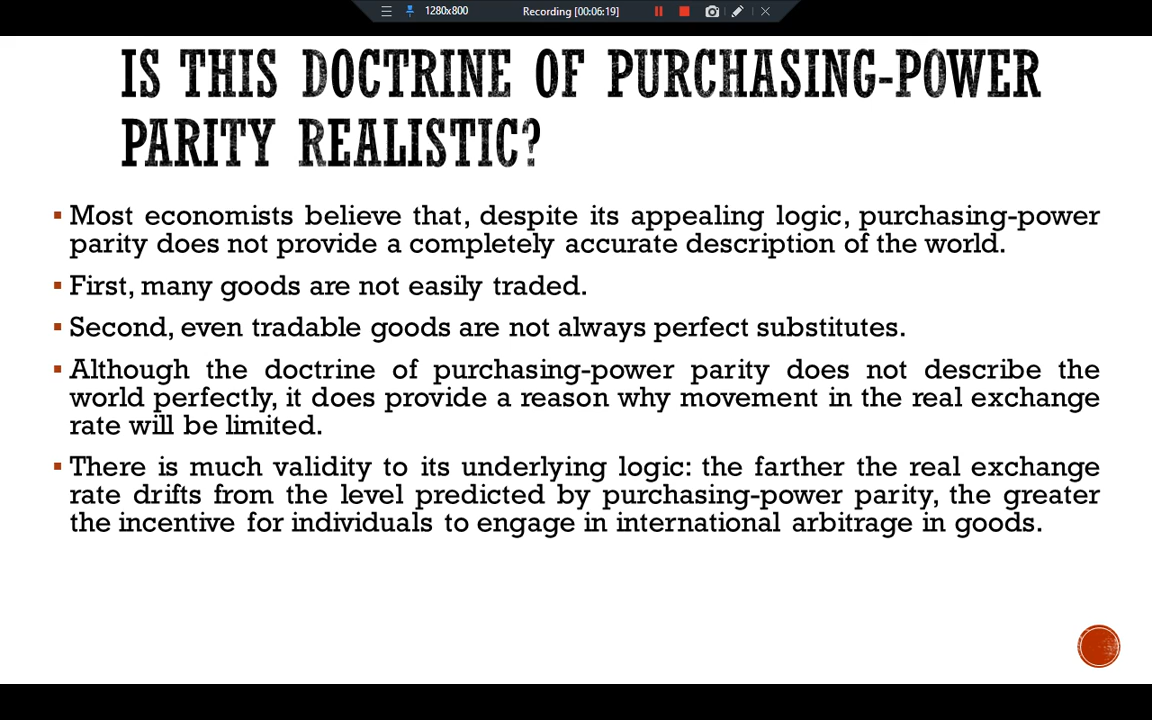 1280x800
Recording [00:06:19]
IS THIS DOCTRINE OF PURCHASING-POWER
PARITY REALISTIC?
▪ Most economists believe that, despite its appealing logic, purchasing-power
parity does not provide a completely accurate description of the world.
▪ First, many goods are not easily traded.
▪ Second, even tradable goods are not always perfect substitutes.
▪ Although the doctrine of purchasing-power parity does not describe the
world perfectly, it does provide a reason why movement in the real exchange
rate will be limited.
▪ There is much validity to its underlying logic: the farther the real exchange
rate drifts from the level predicted by purchasing-power parity, the greater
the incentive for individuals to engage in international arbitrage in goods.